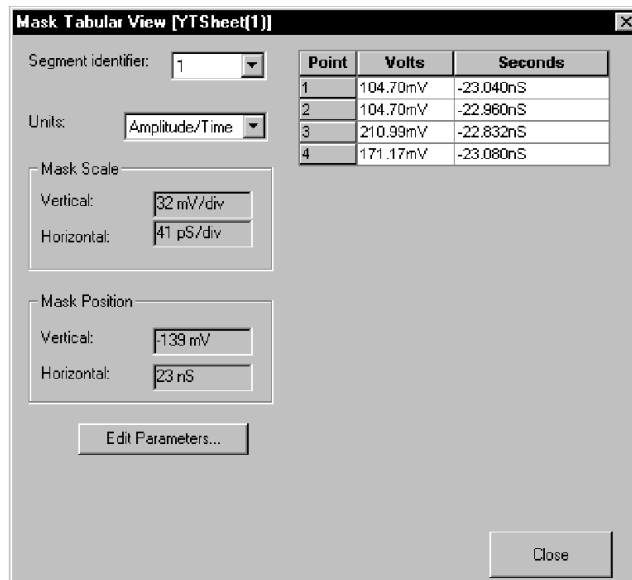 Mask Tabular View [YTSheet(1)]
Segment identifier: 1
Units: Amplitude/Time
Mask Scale
Vertical: 32 mV/div
Horizontal: 41 pS/div
Mask Position
Vertical: -139 mV
Horizontal: 23 nS
Edit Parameters...
Point Volts Seconds
1 104.70mV -23.040nS
2 104.70mV -22.960nS
3 210.99mV -22.832nS
4 171.17mV -23.080nS
Close